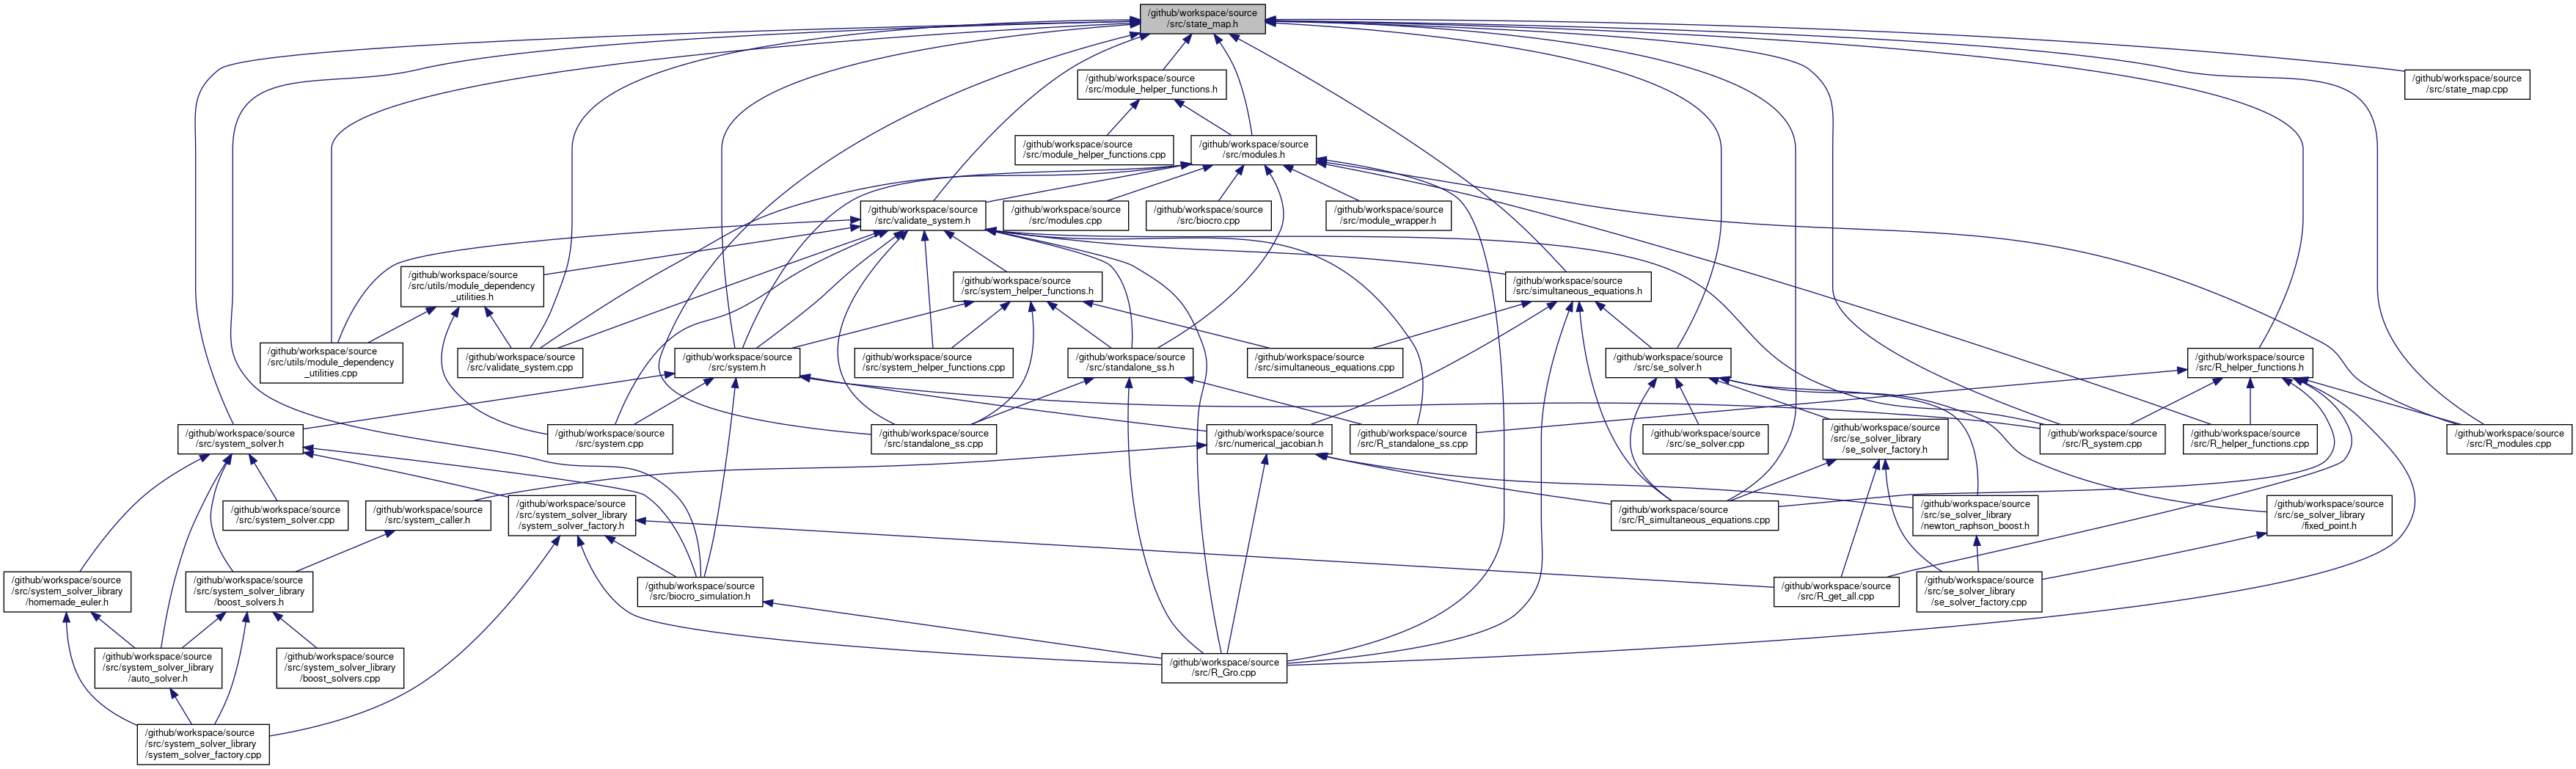 /github/workspace/source
/src/state_map.h
/github/workspace/source
/src/module_helper_functions.h
/github/workspace/source
/src/state_map.cpp
/github/workspace/source
/src/module_helper_functions.cpp
/github/workspace/source
/src/modules.h
/github/workspace/source
/src/validate_system.h
/github/workspace/source
/src/modules.cpp
/github/workspace/source
/src/biocro.cpp
/github/workspace/source
/src/module_wrapper.h
/github/workspace/source
/src/utils/module_dependency
_utilities.h
/github/workspace/source
/src/system_helper_functions.h
/github/workspace/source
/src/simultaneous_equations.h
/github/workspace/source
/src/utils/module_dependency
_utilities.cpp
/github/workspace/source
/src/validate_system.cpp
/github/workspace/source
/src/system.h
/github/workspace/source
/src/system_helper_functions.cpp
/github/workspace/source
/src/standalone_ss.h
/github/workspace/source
/src/simultaneous_equations.cpp
/github/workspace/source
/src/se_solver.h
/github/workspace/source
/src/R_helper_functions.h
/github/workspace/source
/src/system_solver.h
/github/workspace/source
/src/system.cpp
/github/workspace/source
/src/standalone_ss.cpp
/github/workspace/source
/src/numerical_jacobian.h
/github/workspace/source
/src/R_standalone_ss.cpp
/github/workspace/source
/src/se_solver.cpp
/github/workspace/source
/src/se_solver_library
/se_solver_factory.h
/github/workspace/source
/src/R_system.cpp
/github/workspace/source
/src/R_helper_functions.cpp
/github/workspace/source
/src/R_modules.cpp
/github/workspace/source
/src/system_solver.cpp
/github/workspace/source
/src/system_caller.h
/github/workspace/source
/src/system_solver_library
/system_solver_factory.h
/github/workspace/source
/src/R_simultaneous_equations.cpp
/github/workspace/source
/src/se_solver_library
/newton_raphson_boost.h
/github/workspace/source
/src/se_solver_library
/fixed_point.h
/github/workspace/source
/src/system_solver_library
/homemade_euler.h
/github/workspace/source
/src/system_solver_library
/boost_solvers.h
/github/workspace/source
/src/biocro_simulation.h
/github/workspace/source
/src/R_get_all.cpp
/github/workspace/source
/src/se_solver_library
/se_solver_factory.cpp
/github/workspace/source
/src/system_solver_library
/auto_solver.h
/github/workspace/source
/src/system_solver_library
/boost_solvers.cpp
/github/workspace/source
/src/R_Gro.cpp
/github/workspace/source
/src/system_solver_library
/system_solver_factory.cpp